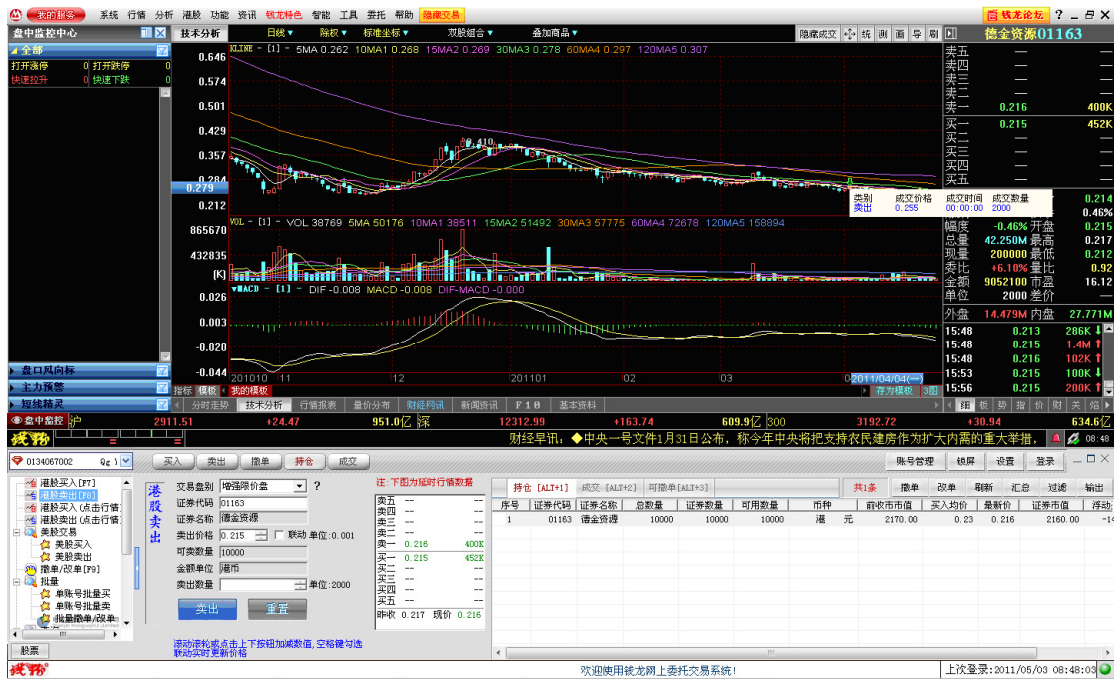 我的服务 系统 行情 分析 港股 功能 资讯 钱龙特色 智能 工具 委托 帮助 隐藏交易 钱龙论坛 ?
盘中监控中心
全部
打开涨停 0 打开跌停 0
快速拉升 0 快速下跌 0
盘口风向标
主力预警
短线精灵
技术分析 日线 除权 标准坐标 双股组合 叠加商品 隐藏成交 统 测 画 导 刷 德金资源01163
KLINE - [1] - 5MA 0.262 10MA1 0.268 15MA2 0.269 30MA3 0.278 60MA4 0.297 120MA5 0.307
0.646
0.574
0.501
0.429
0.357
0.284
0.279
0.212
0.410
类别 成交价格 成交时间 成交数量
卖出 0.255 00:00:00 2000
VOL - [1] - VOL 38769 5MA 50176 10MA1 38511 15MA2 51492 30MA3 57775 60MA4 72678 120MA5 158894
865670
432835
[K]
MACD - [1] - DIF -0.008 MACD -0.008 DIF-MACD -0.000
0.026
0.003
-0.020
-0.044
201010 11 12 201101 02 03 2011/04/04(一)
指标 模板 我的模板 存为模板 3图
分时走势 技术分析 行情报表 量价分布 财经网讯 新闻资讯 F10 基本资料
卖五 —
卖四 —
卖三 —
卖二 —
卖一 0.216 400K
买一 0.215 452K
买二 —
买三 —
买四 —
买五 —
0.214
0.46%
幅度 -0.46% 开盘 0.215
总量 42.250M 最高 0.217
现量 200000 最低 0.212
委比 +6.10% 量比 0.92
金额 9052100 市盈 16.12
单位 2000 差价 —
外盘 14.479M 内盘 27.771M
15:48 0.213 286K
15:48 0.215 1.4M
15:48 0.216 102K
15:53 0.215 100K
15:56 0.215 200K
细 板 势 指 价 财 关 焰
盘中监控 沪 2911.51 +24.47 951.0亿 深 12312.99 +163.74 609.9亿 300 3192.72 +30.94 634.6亿
钱龙 财经早讯: ◆中央一号文件1月31日公布，称今年中央将把支持农民建房作为扩大内需的重大举措， 08:48
0134067002 买入 卖出 撤单 持仓 成交 账号管理 锁屏 设置 登录
港股买入[F7]
港股卖出[F8]
港股买入(点击行情
港股卖出(点击行情
美股交易
美股买入
美股卖出
撤单/改单[F9]
批量
单账号批量买
单账号批量卖
批量撤单/改单
股票
港股卖出
交易盘别 增强限价盘 ?
证券代码 01163
证券名称 德金资源
卖出价格 0.215 联动 单位:0.001
可卖数量 10000
金额单位 港币
卖出数量 单位:2000
卖出 重置
滚动滚轮或点击上下按钮加减数值,空格键勾选
联动实时更新价格
注:下图为延时行情数据
卖五 -- --
卖四 -- --
卖三 -- --
卖二 -- --
卖一 0.216 400K
买一 0.215 452K
买二 -- --
买三 -- --
买四 -- --
买五 -- --
昨收 0.217 现价 0.216
持仓 [ALT+1] 成交 [ALT+2] 可撤单[ALT+3] 共1条 撤单 改单 刷新 汇总 过滤 输出
序号 证券代码 证券名称 总数量 证券数量 可用数量 币种 前收市市值 买入均价 最新价 证券市值 浮动
1 01163 德金资源 10000 10000 10000 港 元 2170.00 0.23 0.216 2160.00
钱龙 欢迎使用钱龙网上委托交易系统! 上次登录:2011/05/03 08:48:03